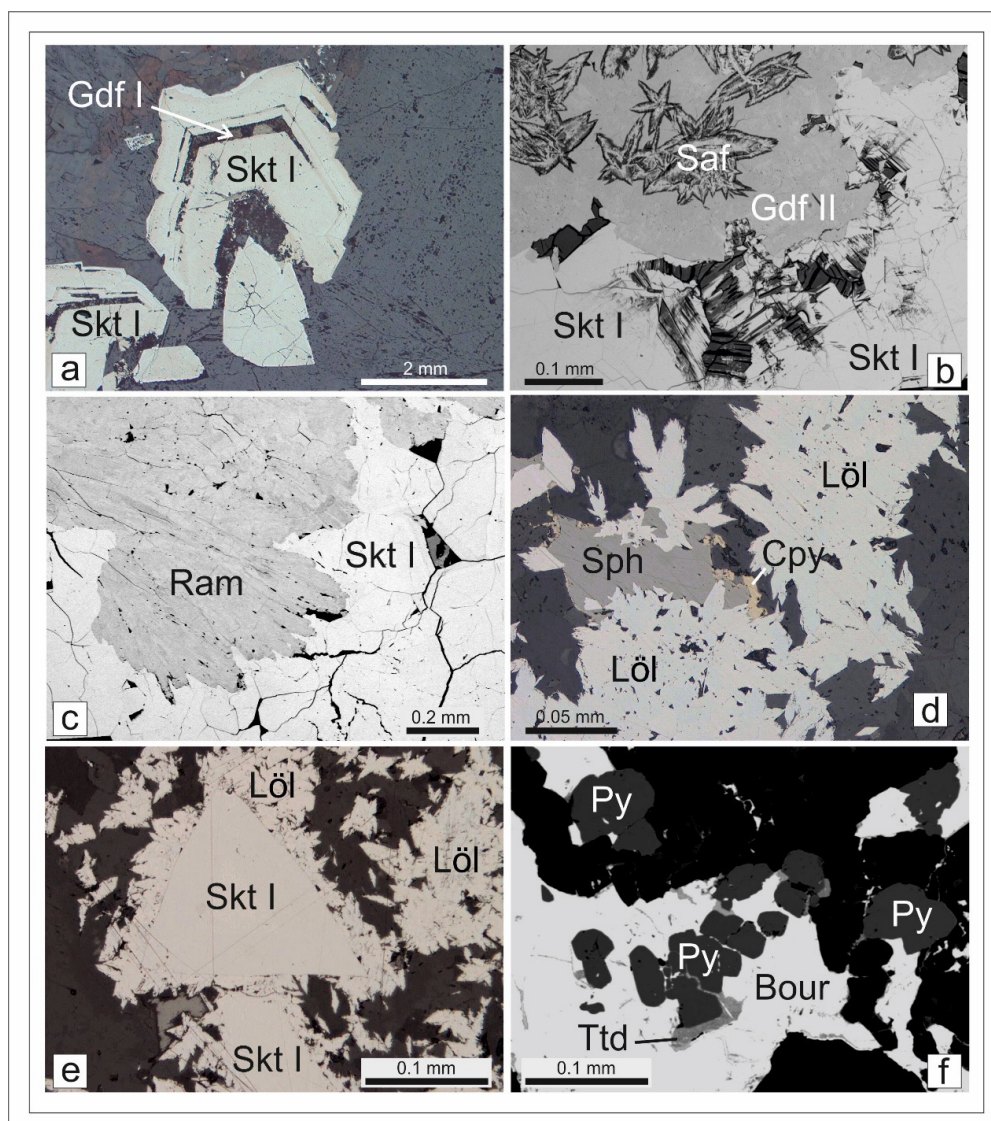 Gdf I
Skt I
Skt I
a
2 mm
Saf
Gdf II
Skt I
Skt I
0.1 mm
b
Skt I
Ram
c
0.2 mm
Löl
Sph
Cpy
Löl
0.05 mm
d
Löl
Löl
Skt I
Skt I
e
0.1 mm
Py
Py
Py
Bour
Ttd
0.1 mm
f